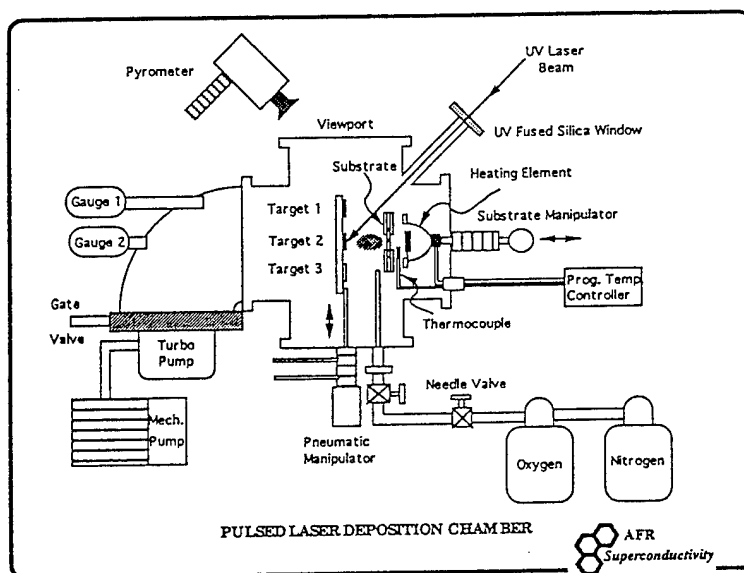 UV Laser
Beam
Pyrometer
Viewport
UV Fused Silica Window
Substrate
Heating Element
Gauge 1
Target 1
Substrate Manipulator
Gauge 2
Target 2
Target 3
Prog. Temp.
Controller
Gate
Valve
Thermocouple
Turbo
Pump
Needle Valve
Mech.
Pump
Pneumatic
Manipulator
Oxygen
Nitrogen
PULSED LASER DEPOSITION CHAMBER
AFR
Superconductivity